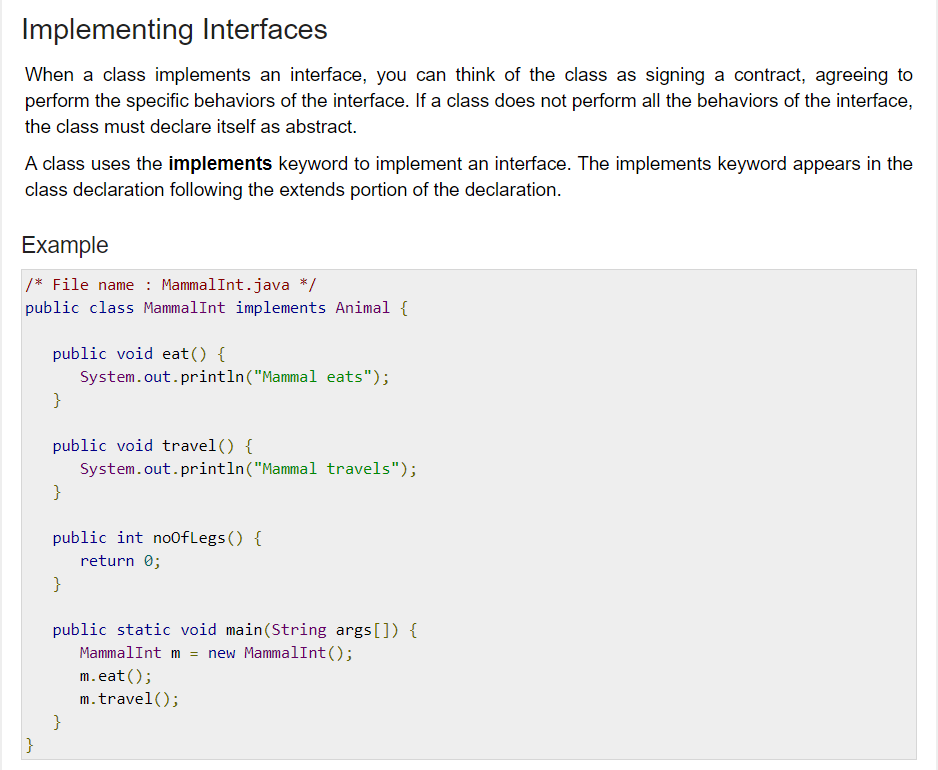 Implementing Interfaces
When a class implements an interface, you can think of the class as signing a contract, agreeing to
perform the specific behaviors of the interface. If a class does not perform all the behaviors of the interface,
the class must declare itself as abstract.
A class uses the implements keyword to implement an interface. The implements keyword appears in the
class declaration following the extends portion of the declaration.
Example
/* File name : MammalInt.java */
public class MammalInt implements Animal {
public void eat() {
System.out.println("Mammal eats");
}
public void travel() {
System.out.println("Mammal travels");
}
public int noOfLegs() {
return 0;
}
public static void main(String args[]) {
MammalInt m = new MammalInt();
m.eat();
m.travel();
}
}